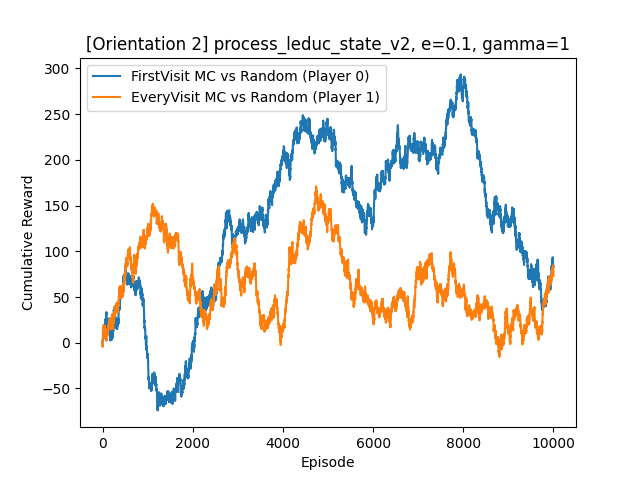 [Orientation 2] process_leduc_state_v2, e=0.1, gamma=1
FirstVisit MC vs Random (Player 0)
EveryVisit MC vs Random (Player 1)
300
250
200
150
100
50
0
−50
Cumulative Reward
0 2000 4000 6000 8000 10000
Episode